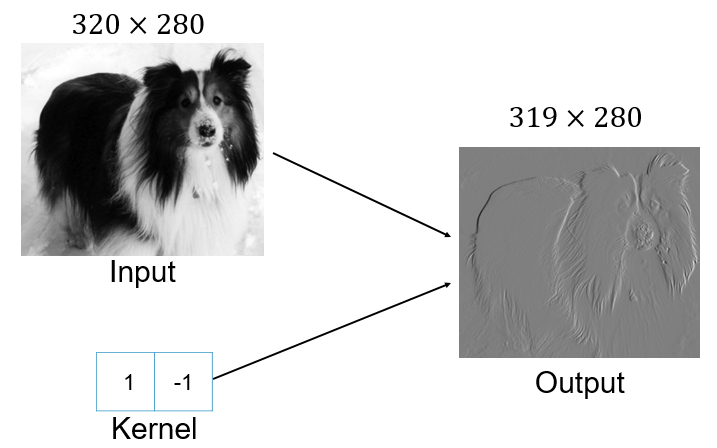 320 × 280
Input
319 × 280
Output
1 -1
Kernel